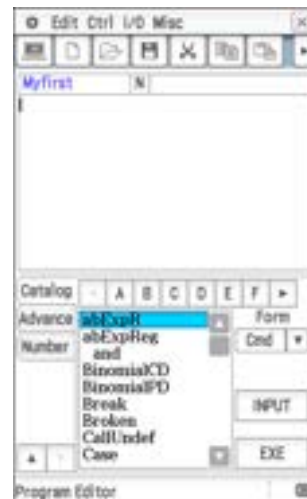 Edit Ctrl I/O Misc
Myfirst N
Catalog A B C D E F
Advance
Number
abExpR
abExpReg
and
BinomialCD
BinomialPD
Break
Broken
CallUndef
Case
Form
Cmd
INPUT
EXE
Program Editor